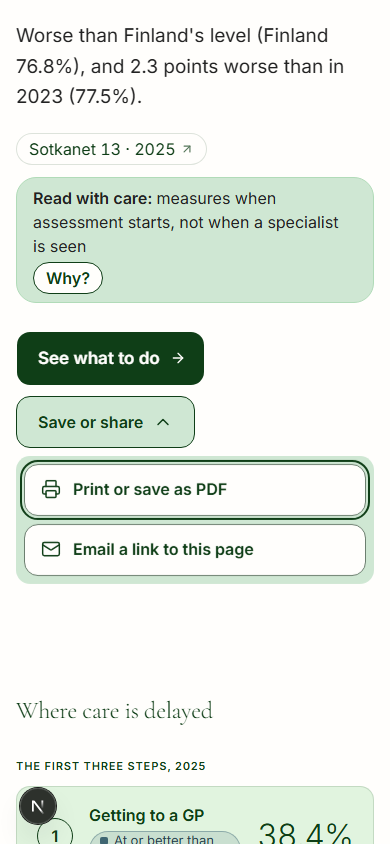 Worse than Finland's level (Finland
76.8%), and 2.3 points worse than in
2023 (77.5%).
Sotkanet 13 · 2025 ↗
Read with care: measures when
assessment starts, not when a specialist
is seen
Why?
See what to do →
Save or share
Print or save as PDF
Email a link to this page
Where care is delayed
THE FIRST THREE STEPS, 2025
N
1
Getting to a GP
At or better than
38.4%